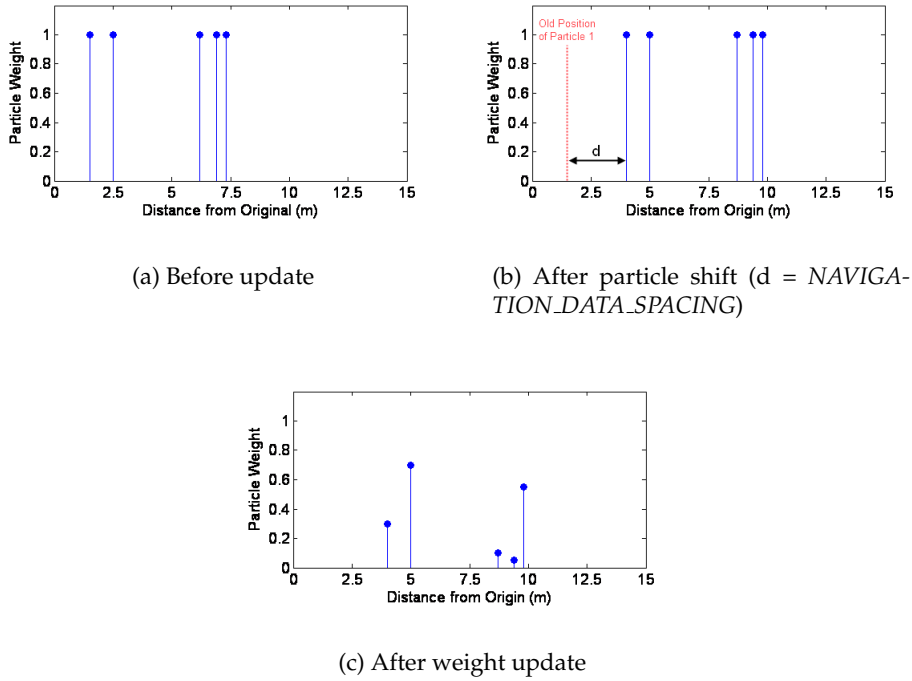 1
0.8
0.6
0.4
0.2
0
Particle Weight
0 2.5 5 7.5 10 12.5 15
Distance from Original (m)
(a) Before update
Old Position
of Particle 1
d
1
0.8
0.6
0.4
0.2
0
Particle Weight
0 2.5 5 7.5 10 12.5 15
Distance from Origin (m)
(b) After particle shift (d = NAVIGA-
TION_DATA_SPACING)
1
0.8
0.6
0.4
0.2
0
Particle Weight
0 2.5 5 7.5 10 12.5 15
Distance from Origin (m)
(c) After weight update